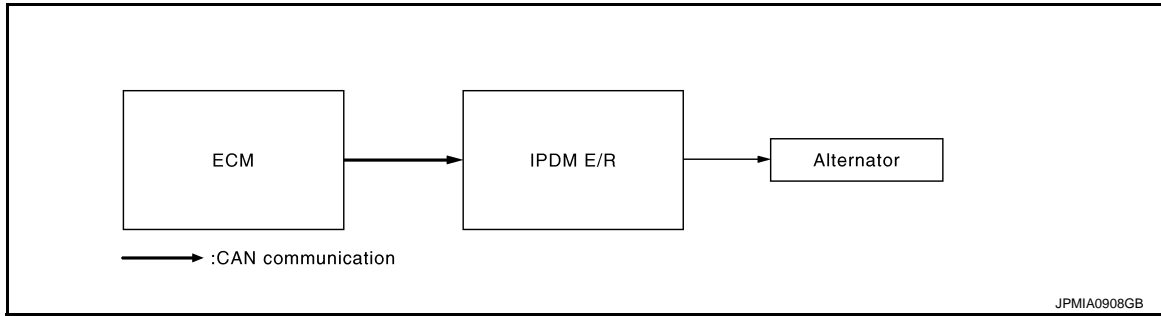 ECM
IPDM E/R
Alternator
:CAN communication
JPMIA0908GB